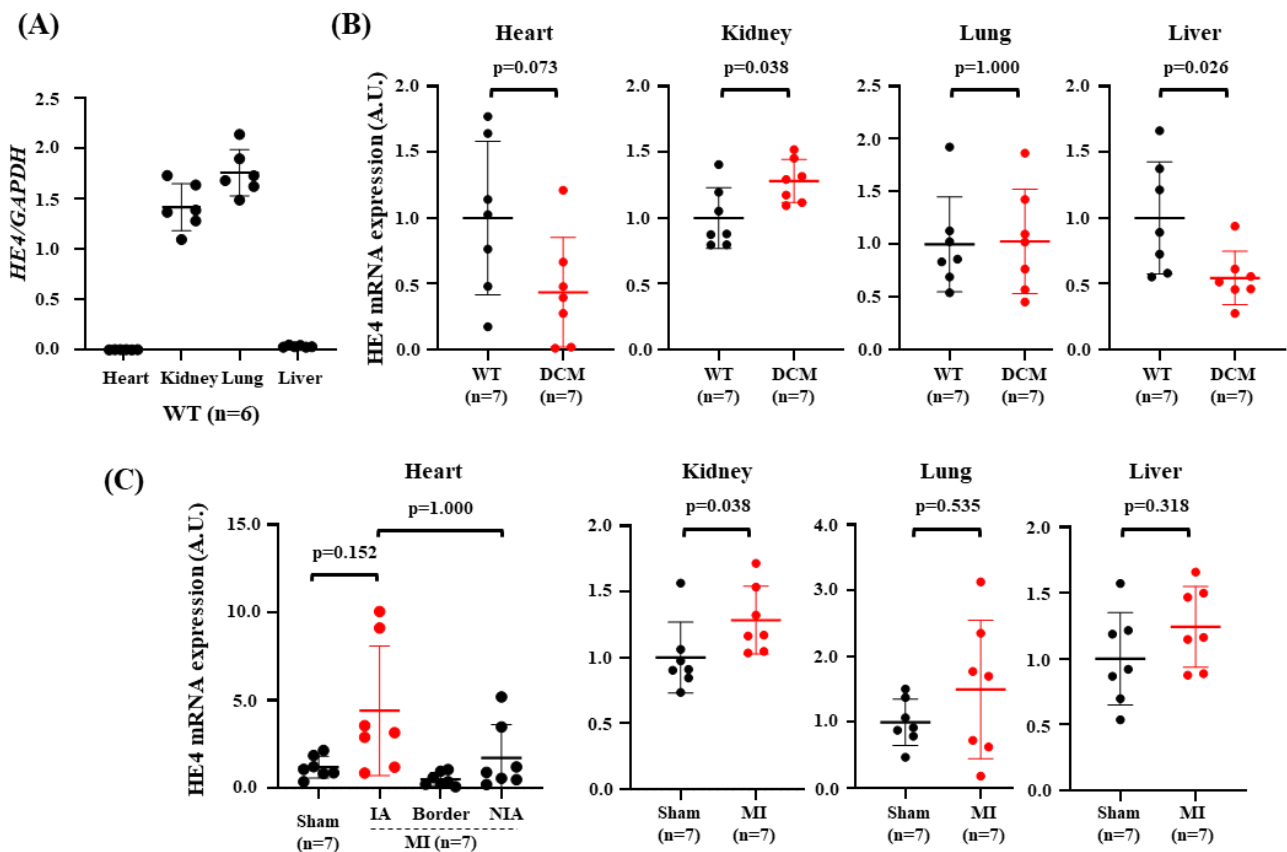 (A)
HE4/GAPDH
2.5
2.0
1.5
1.0
0.5
0.0
Heart Kidney Lung Liver
WT (n=6)
(B)
HE4 mRNA expression (A.U.)
Heart
p=0.073
2.0
1.5
1.0
0.5
0.0
WT DCM
(n=7) (n=7)
Kidney
p=0.038
2.0
1.5
1.0
0.5
0.0
WT DCM
(n=7) (n=7)
Lung
p=1.000
2.5
2.0
1.5
1.0
0.5
0.0
WT DCM
(n=7) (n=7)
Liver
p=0.026
2.0
1.5
1.0
0.5
0.0
WT DCM
(n=7) (n=7)
(C)
HE4 mRNA expression (A.U.)
Heart
p=1.000
p=0.152
15.0
10.0
5.0
0.0
Sham IA Border NIA
(n=7) MI (n=7)
Kidney
p=0.038
2.0
1.5
1.0
0.5
0.0
Sham MI
(n=7) (n=7)
Lung
p=0.535
4.0
3.0
2.0
1.0
0.0
Sham MI
(n=7) (n=7)
Liver
p=0.318
2.0
1.5
1.0
0.5
0.0
Sham MI
(n=7) (n=7)